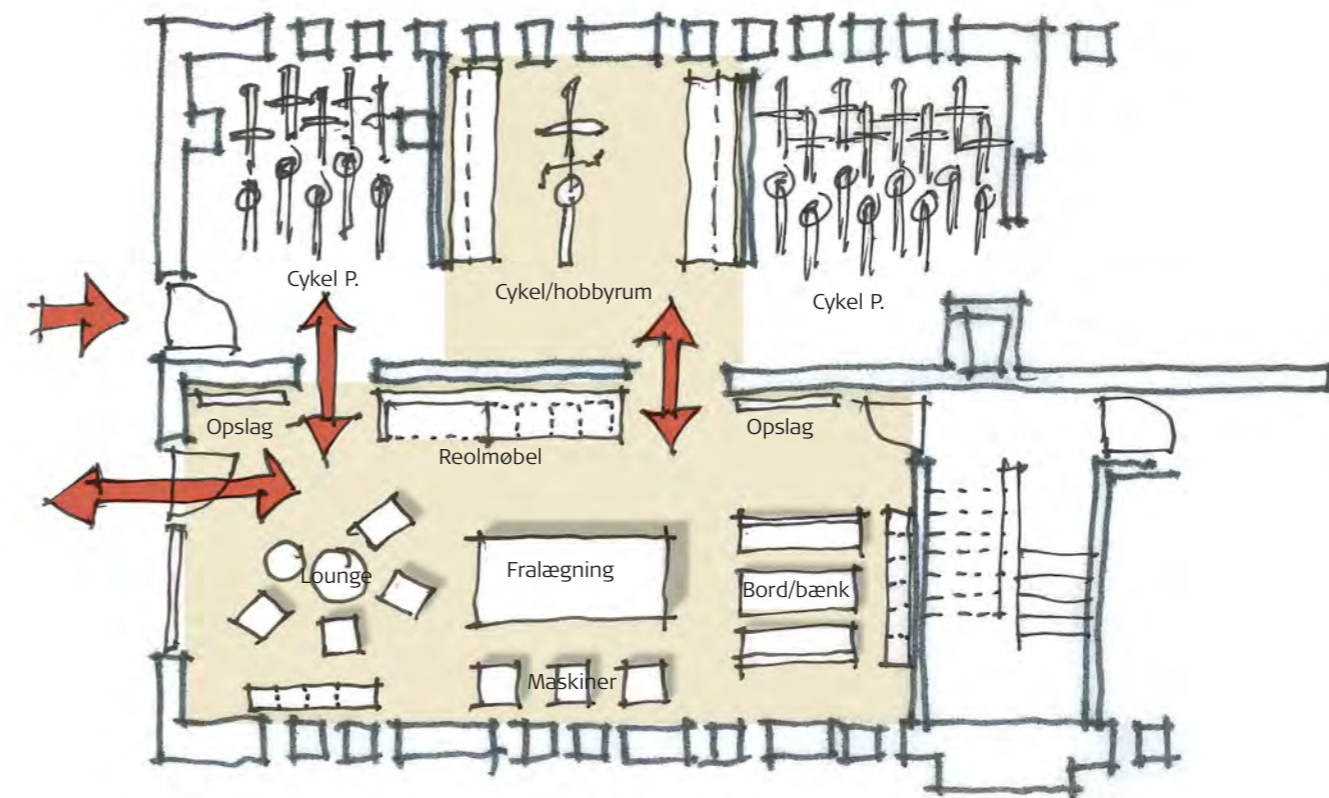 Cykel P.
Cykel/hobbyrum
Cykel P.
Opslag
Reolmøbel
Opslag
Lounge
Fralægning
Bord/bænk
Maskiner